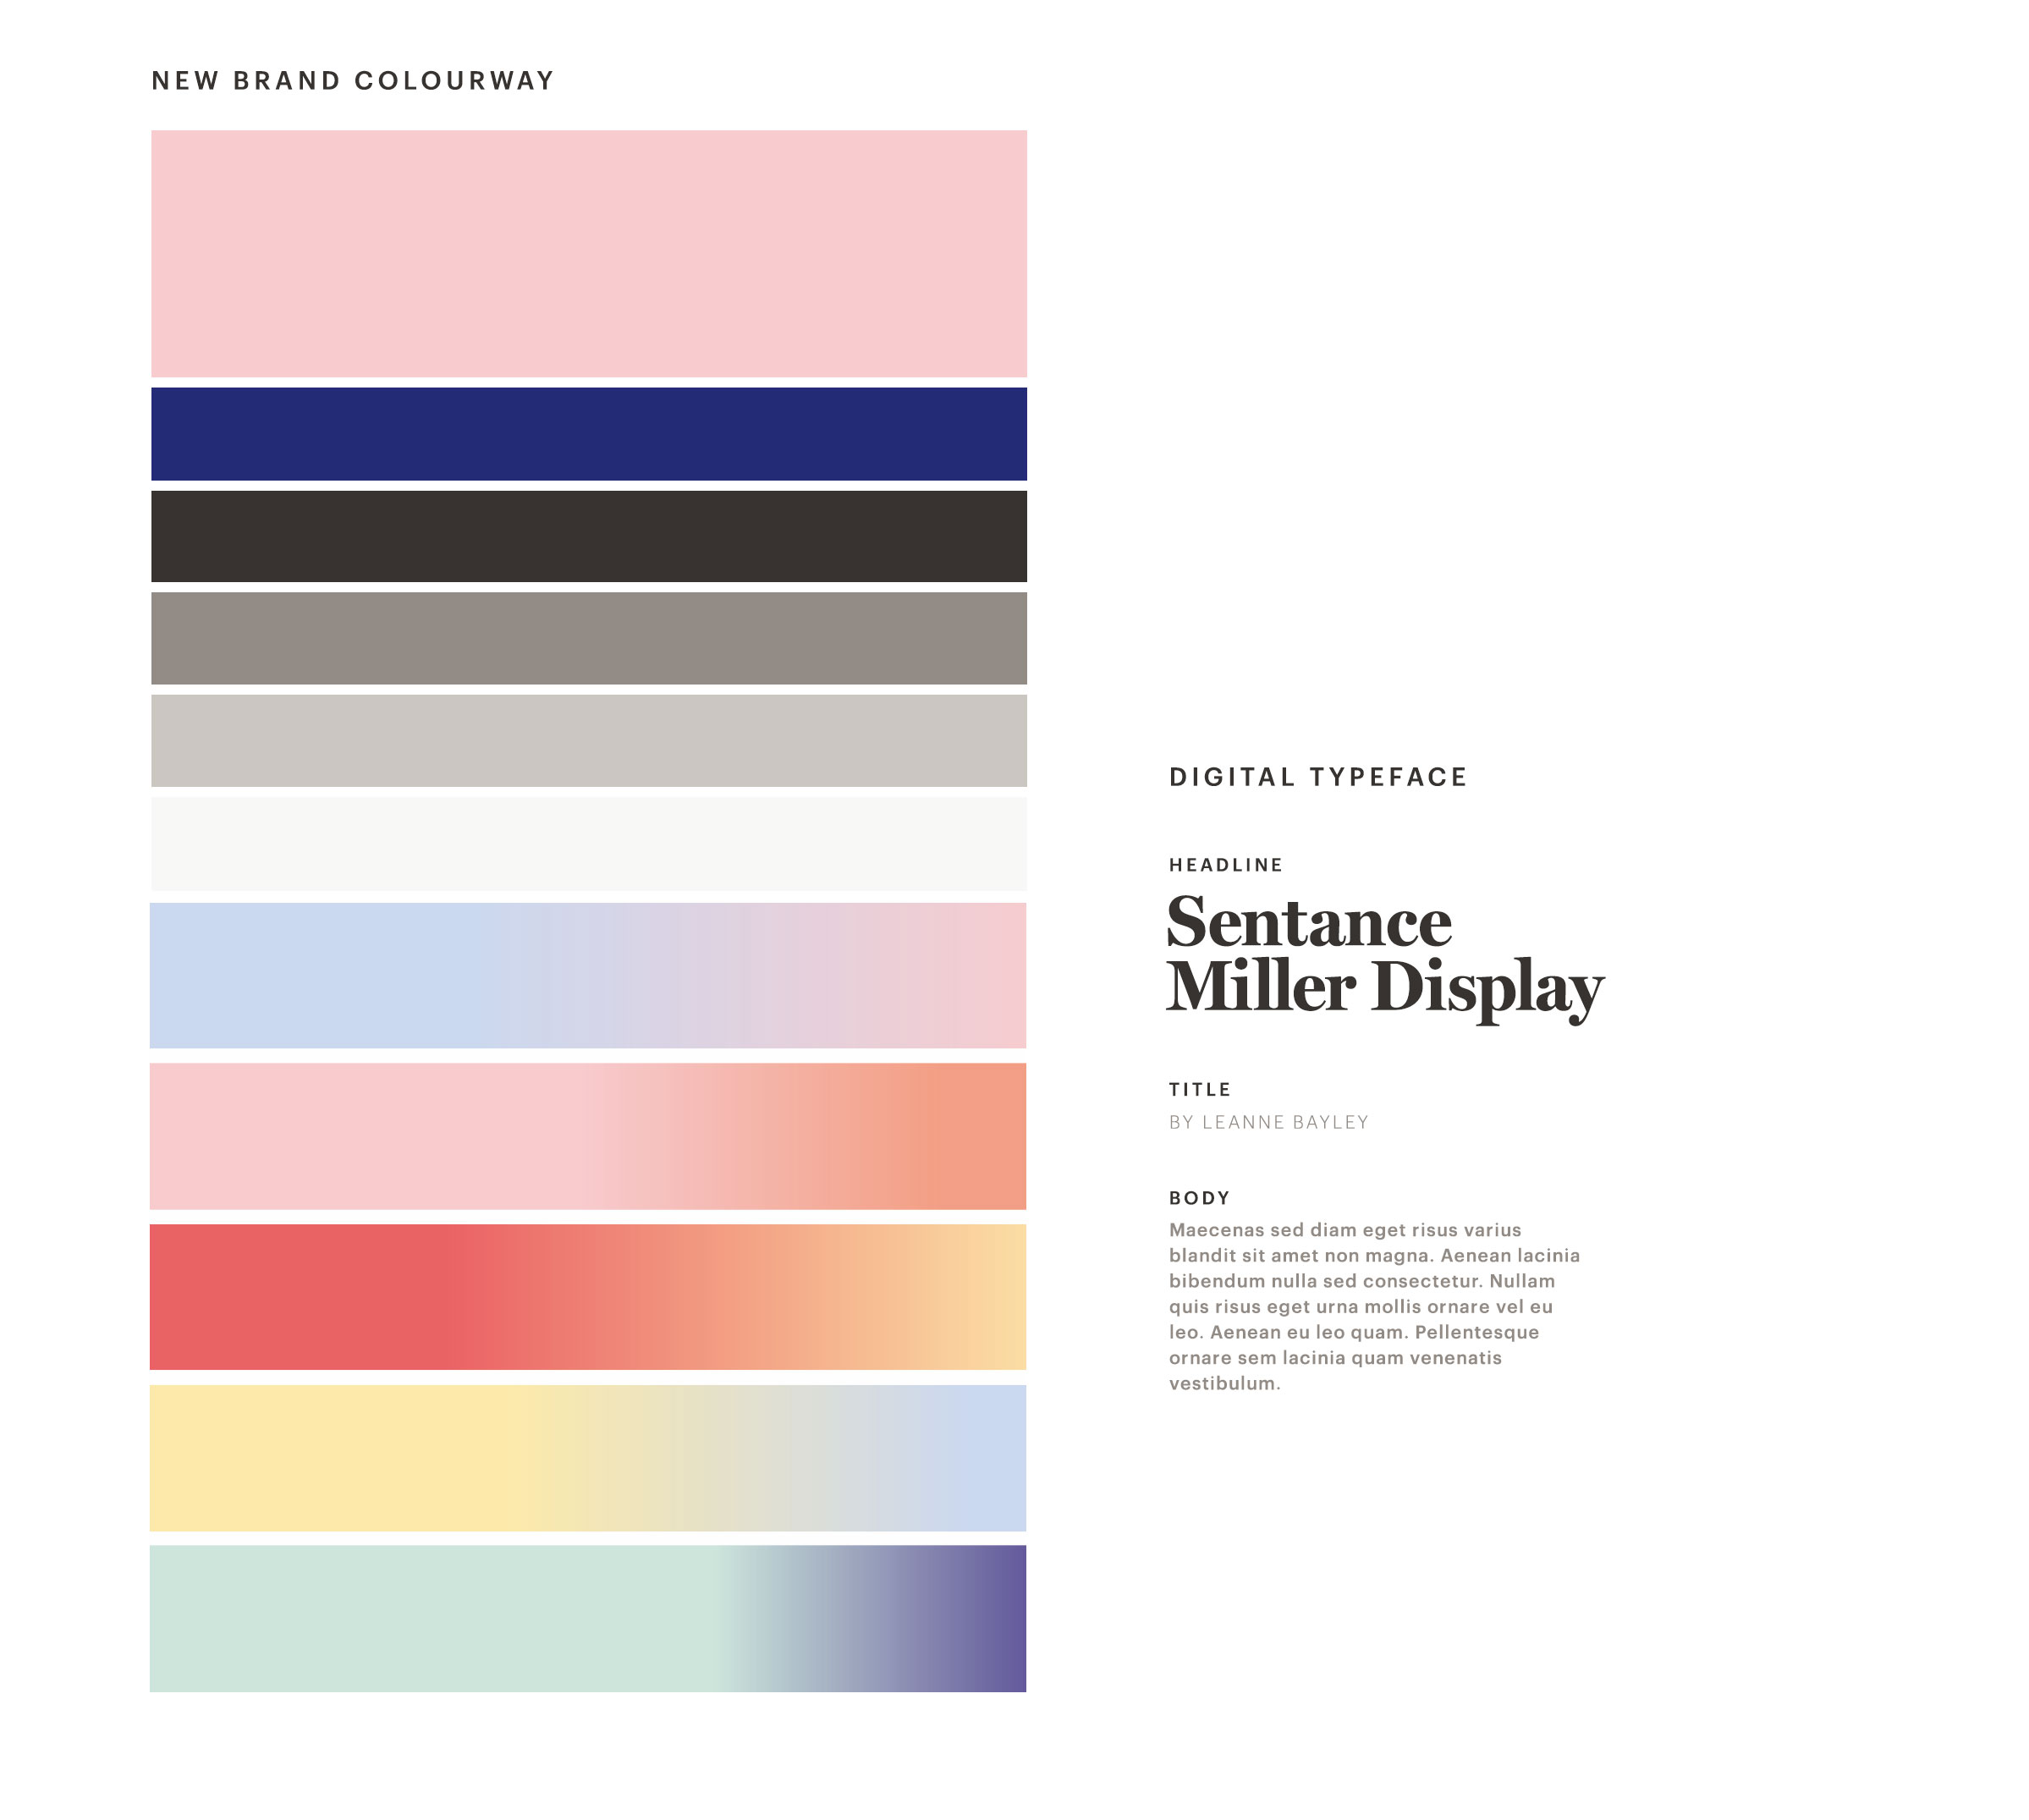 NEW BRAND COLOURWAY
DIGITAL TYPEFACE
HEADLINE
Sentance
Miller Display
TITLE
BY LEANNE BAYLEY
BODY
Maecenas sed diam eget risus varius
blandit sit amet non magna. Aenean lacinia
bibendum nulla sed consectetur. Nullam
quis risus eget urna mollis ornare vel eu
leo. Aenean eu leo quam. Pellentesque
ornare sem lacinia quam venenatis
vestibulum.